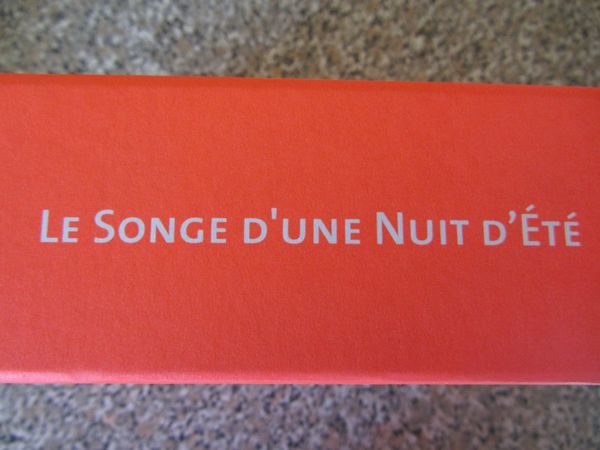 Le Songe d'une Nuit d’Été